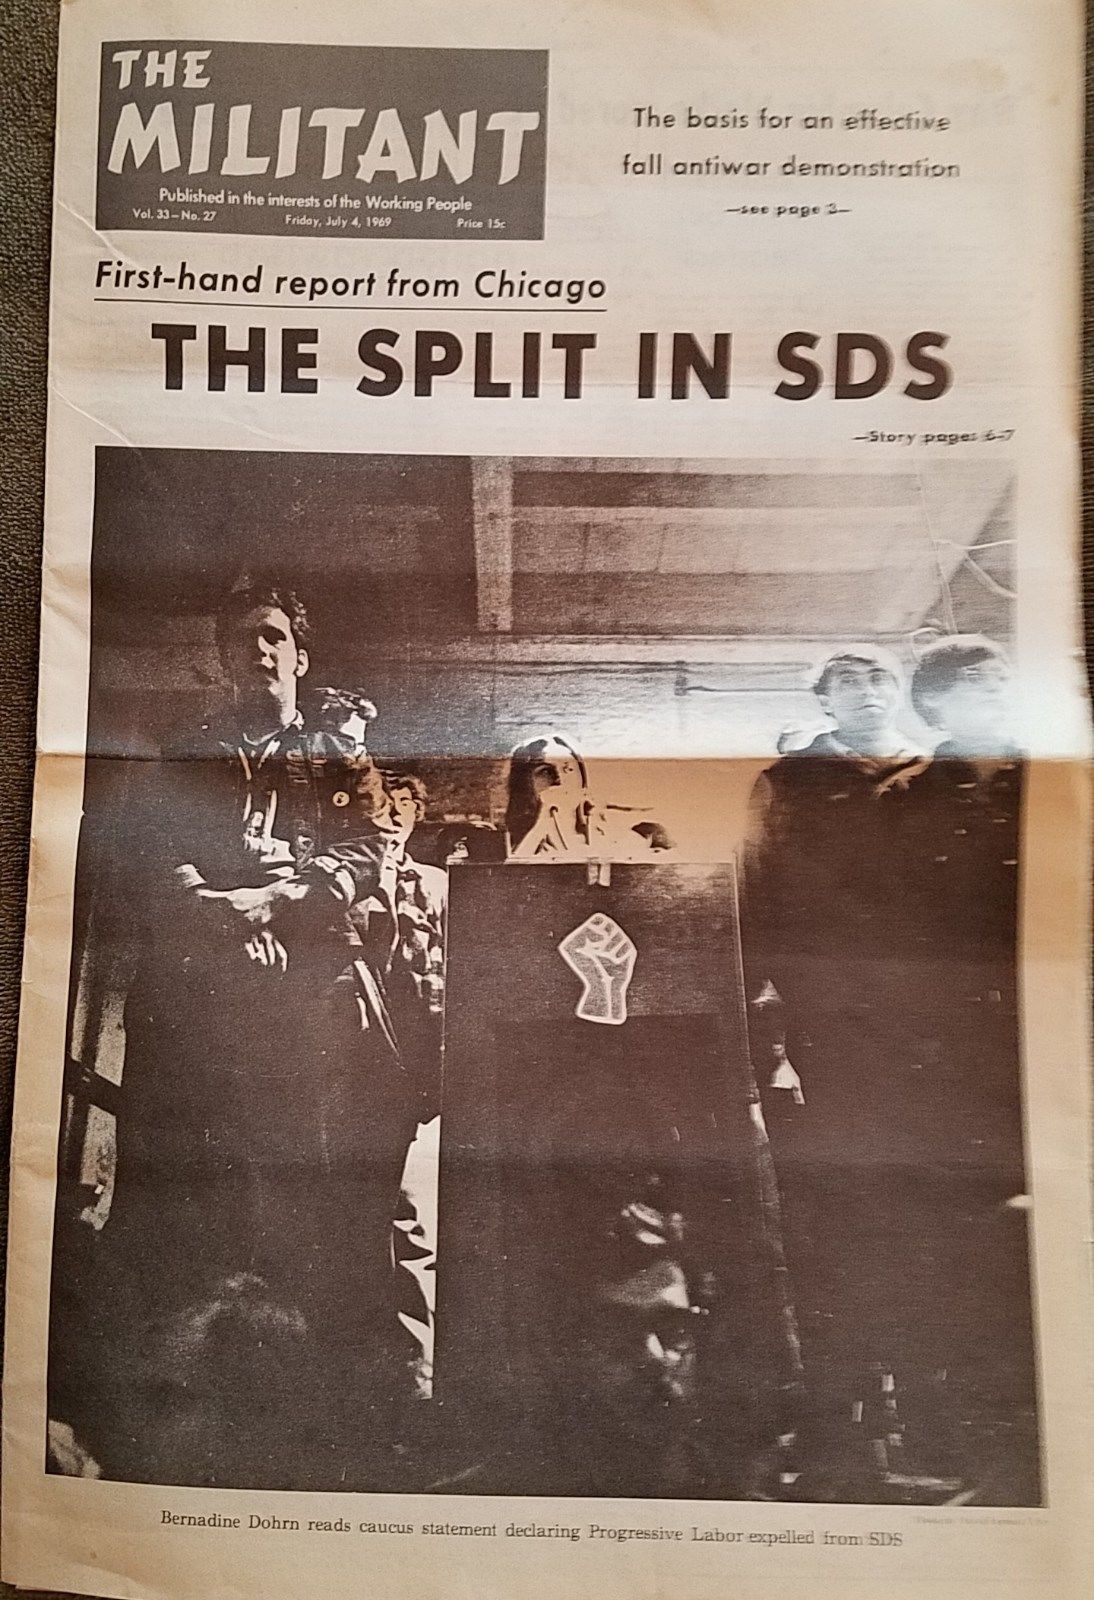 THE
MILITANT
Published in the interests of the Working People
Vol. 33—No. 27
Friday, July 4, 1969
Price 15c
The basis for an effective
fall antiwar demonstration
—see page 3—
First-hand report from Chicago
THE SPLIT IN SDS
—Story pages 6-7
Bernadine Dohrn reads caucus statement declaring Progressive Labor expelled from SDS